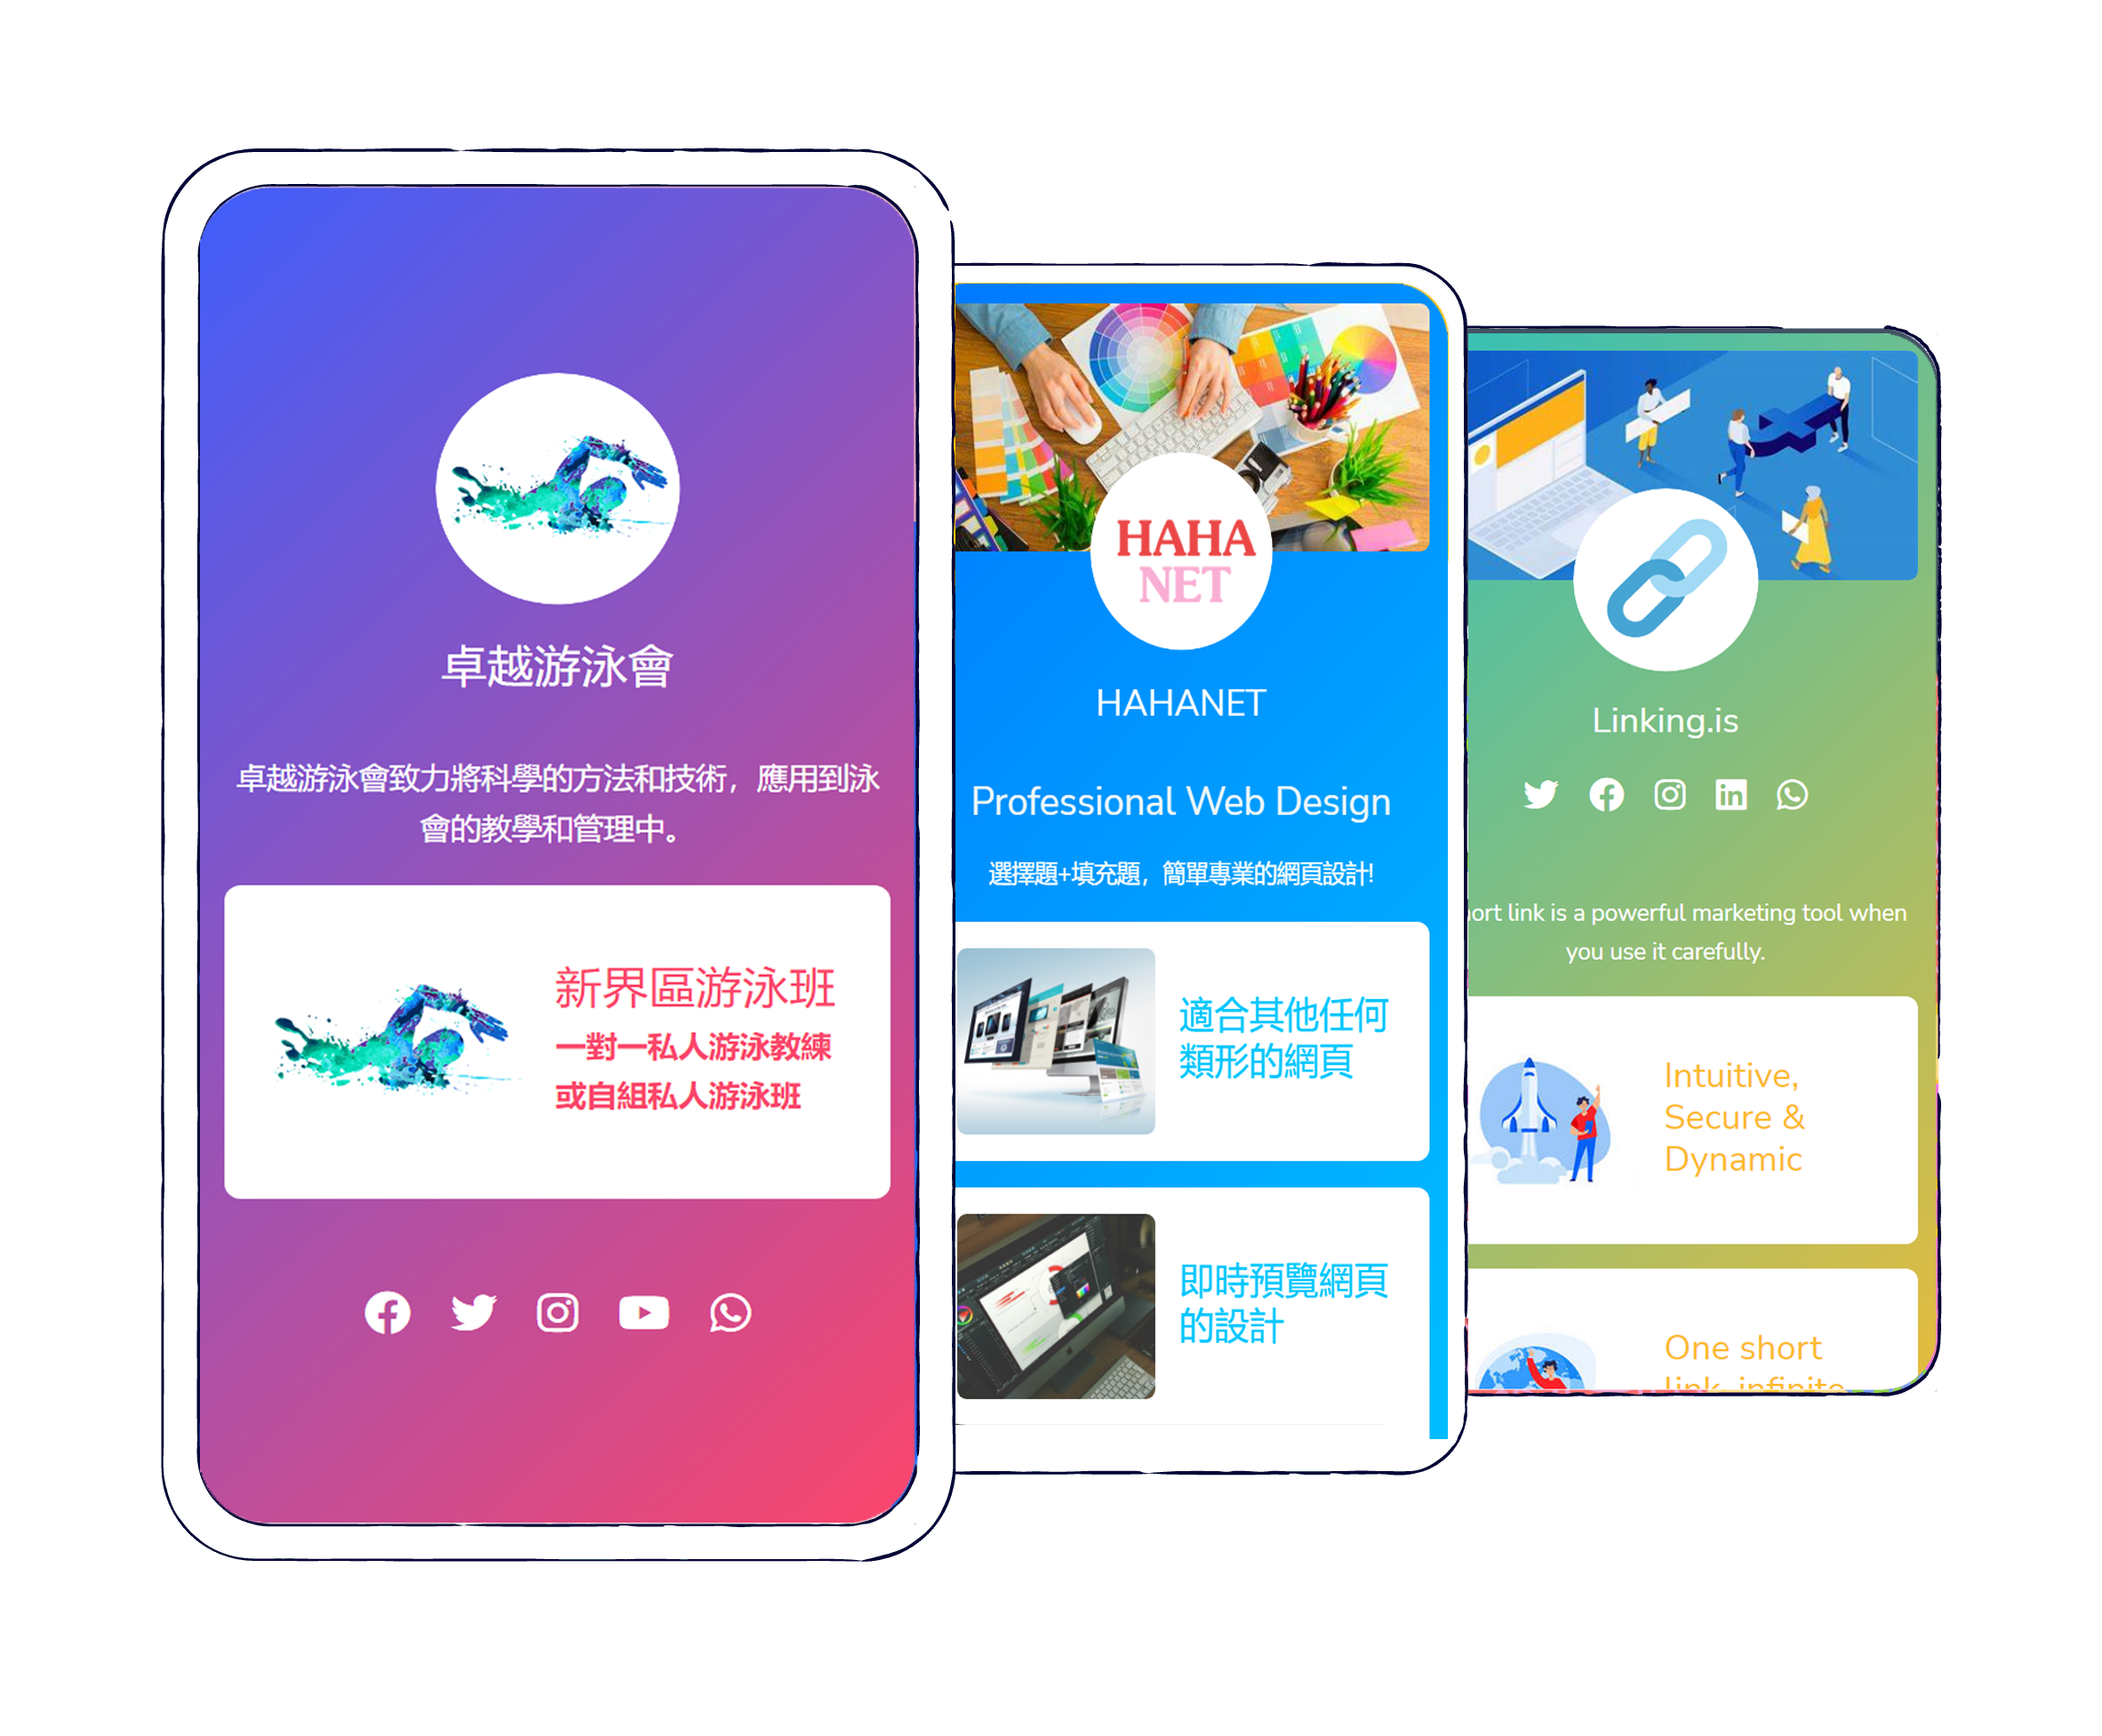 卓越游泳會
卓越游泳會致力將科學的方法和技術，應用到泳
會的教學和管理中。
新界區游泳班
一對一私人游泳教練
或自組私人游泳班
HAHA
NET
HAHANET
Professional Web Design
選擇題+填充題，簡單專業的網頁設計!
適合其他任何
類形的網頁
即時預覽網頁
的設計
Linking.is
link is a powerful marketing tool when
you use it carefully.
Intuitive,
Secure &
Dynamic
One short
link, infinite